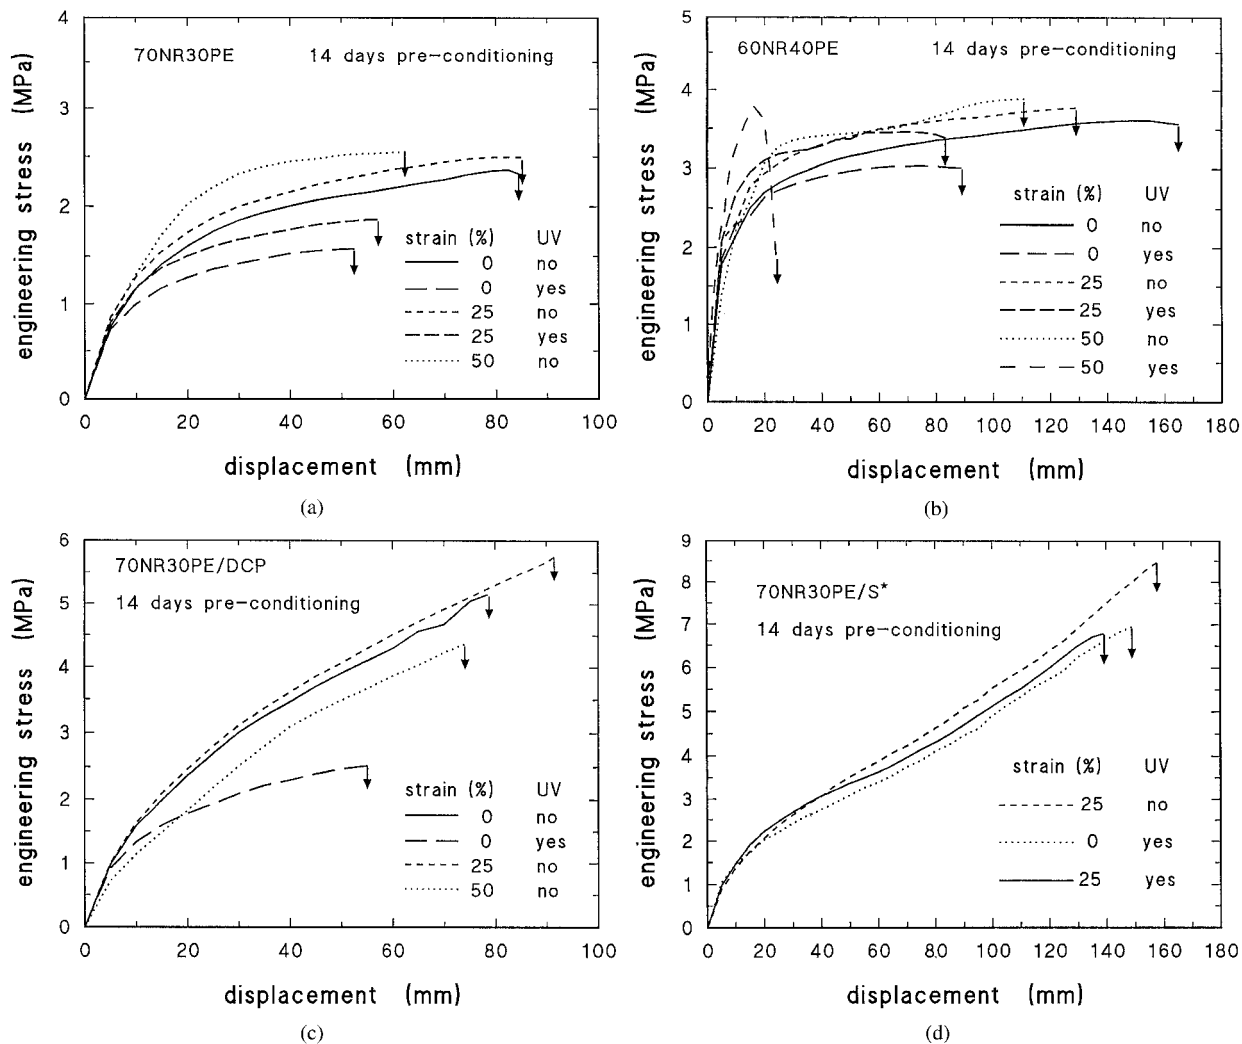 4
3
2
1
0
engineering stress (MPa)
70NR30PE 14 days pre-conditioning
strain (%) UV
0 no
0 yes
25 no
25 yes
50 no
0 20 40 60 80 100
displacement (mm)
(a)
5
4
3
2
1
0
engineering stress (MPa)
60NR40PE 14 days pre-conditioning
strain (%) UV
0 no
0 yes
25 no
25 yes
50 no
50 yes
0 20 40 60 80 100 120 140 160 180
displacement (mm)
(b)
6
5
4
3
2
1
0
engineering stress (MPa)
70NR30PE/DCP
14 days pre-conditioning
strain (%) UV
0 no
0 yes
25 no
50 no
0 20 40 60 80 100
displacement (mm)
(c)
9
8
7
6
5
4
3
2
1
0
engineering stress (MPa)
70NR30PE/S*
14 days pre-conditioning
strain (%) UV
25 no
0 yes
25 yes
0 20 40 60 80 100 120 140 160 180
displacement (mm)
(d)